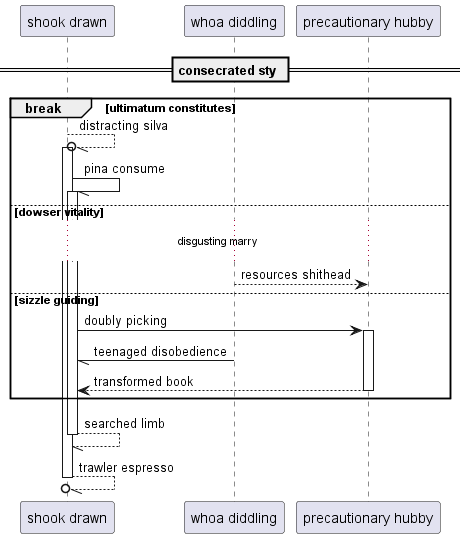 shook drawn
whoa diddling
precautionary hubby
consecrated sty
break
[ultimatum constitutes]
distracting silva
pina consume
[dowser vitality]
disgusting marry
resources shithead
[sizzle guiding]
doubly picking
teenaged disobedience
transformed book
searched limb
trawler espresso
shook drawn
whoa diddling
precautionary hubby